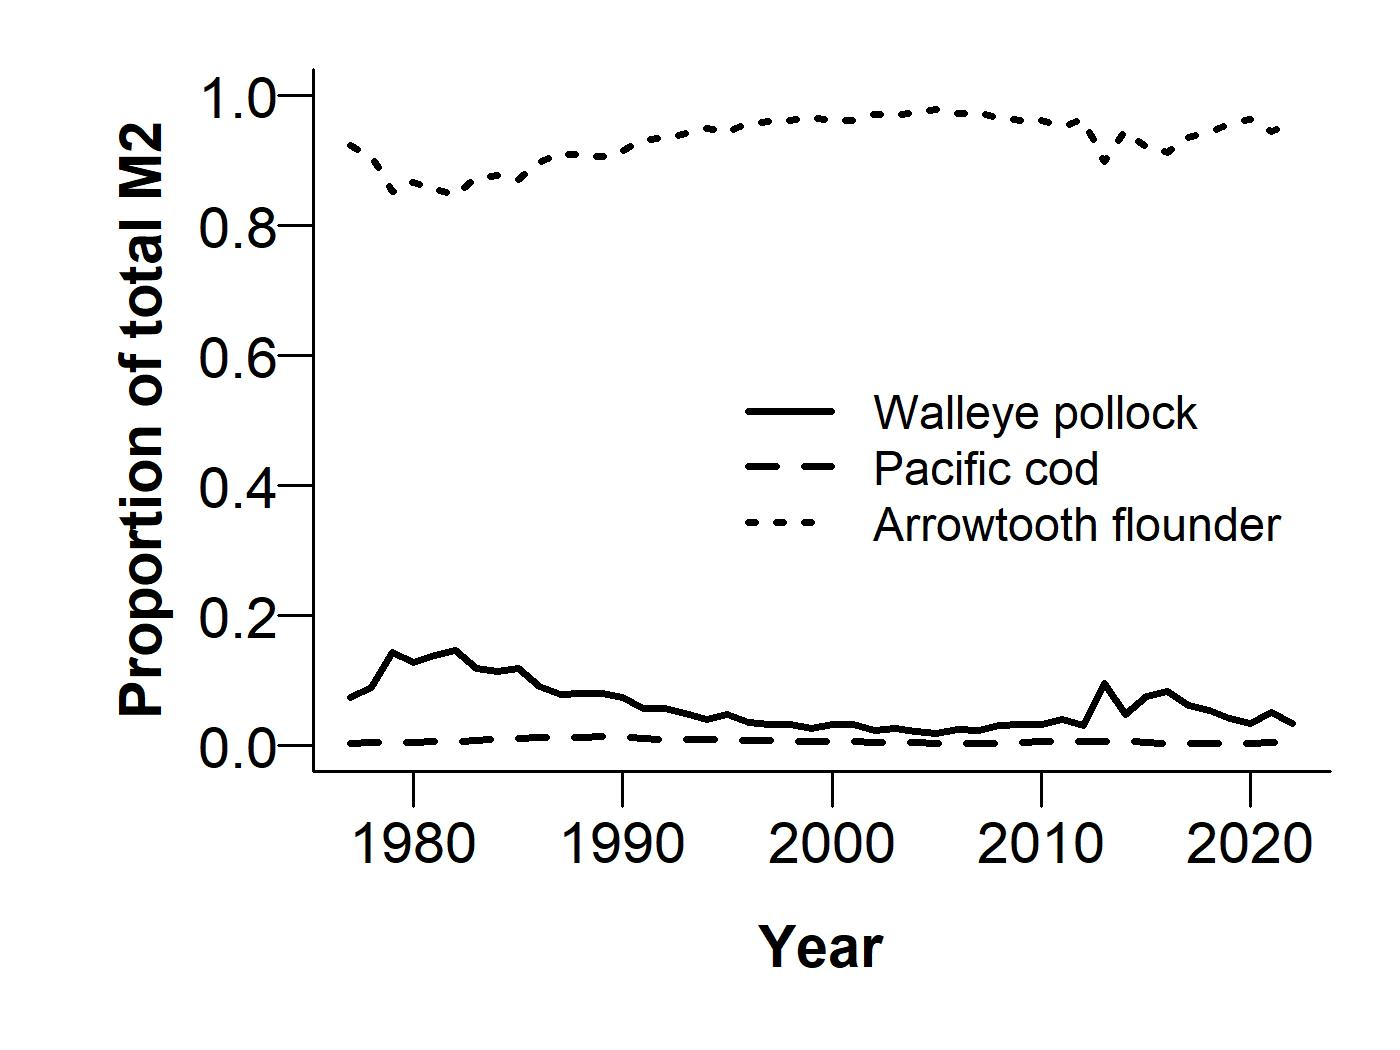 Proportion of total M2
1.0
0.8
0.6
0.4
0.2
0.0
Walleye pollock
Pacific cod
Arrowtooth flounder
1980 1990 2000 2010 2020
Year